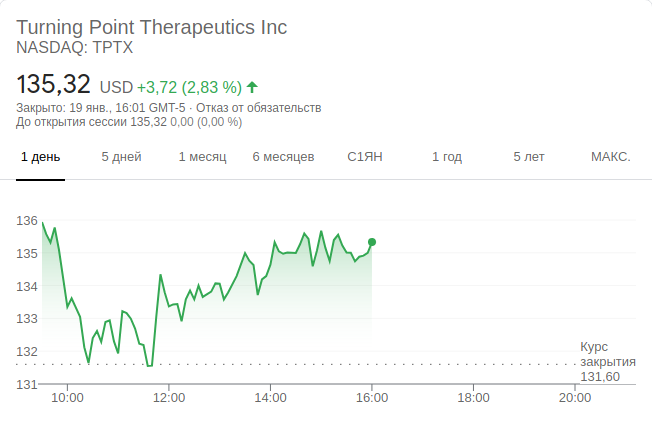 Turning Point Therapeutics Inc
NASDAQ: TPTX
135,32 USD +3,72 (2,83 %)
Закрыто: 19 янв., 16:01 GMT-5 · Отказ от обязательств
До открытия сессии 135,32 0,00 (0,00 %)
1 день 5 дней 1 месяц 6 месяцев С1ЯН 1 год 5 лет МАКС.
136
135
134
133
132
131
Курс
закрытия
131,60
10:00 12:00 14:00 16:00 18:00 20:00